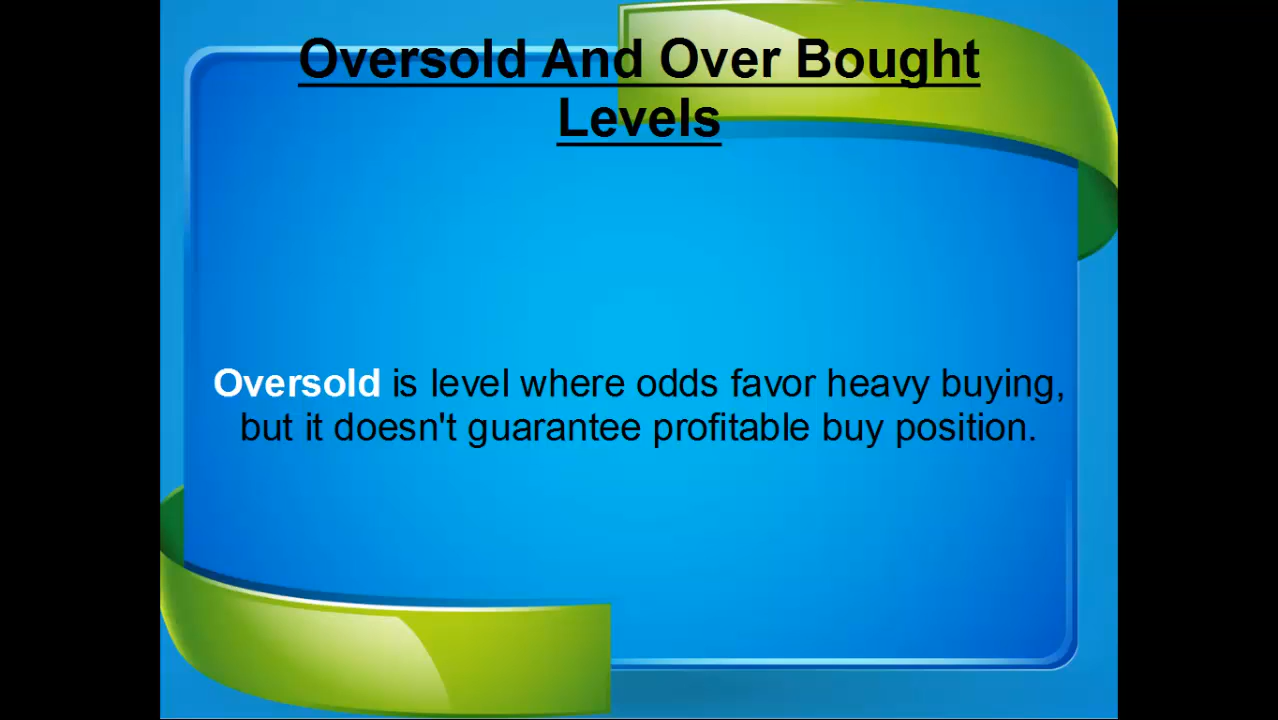 Oversold And Over Bought
Levels
Oversold is level where odds favor heavy buying,
but it doesn't guarantee profitable buy position.